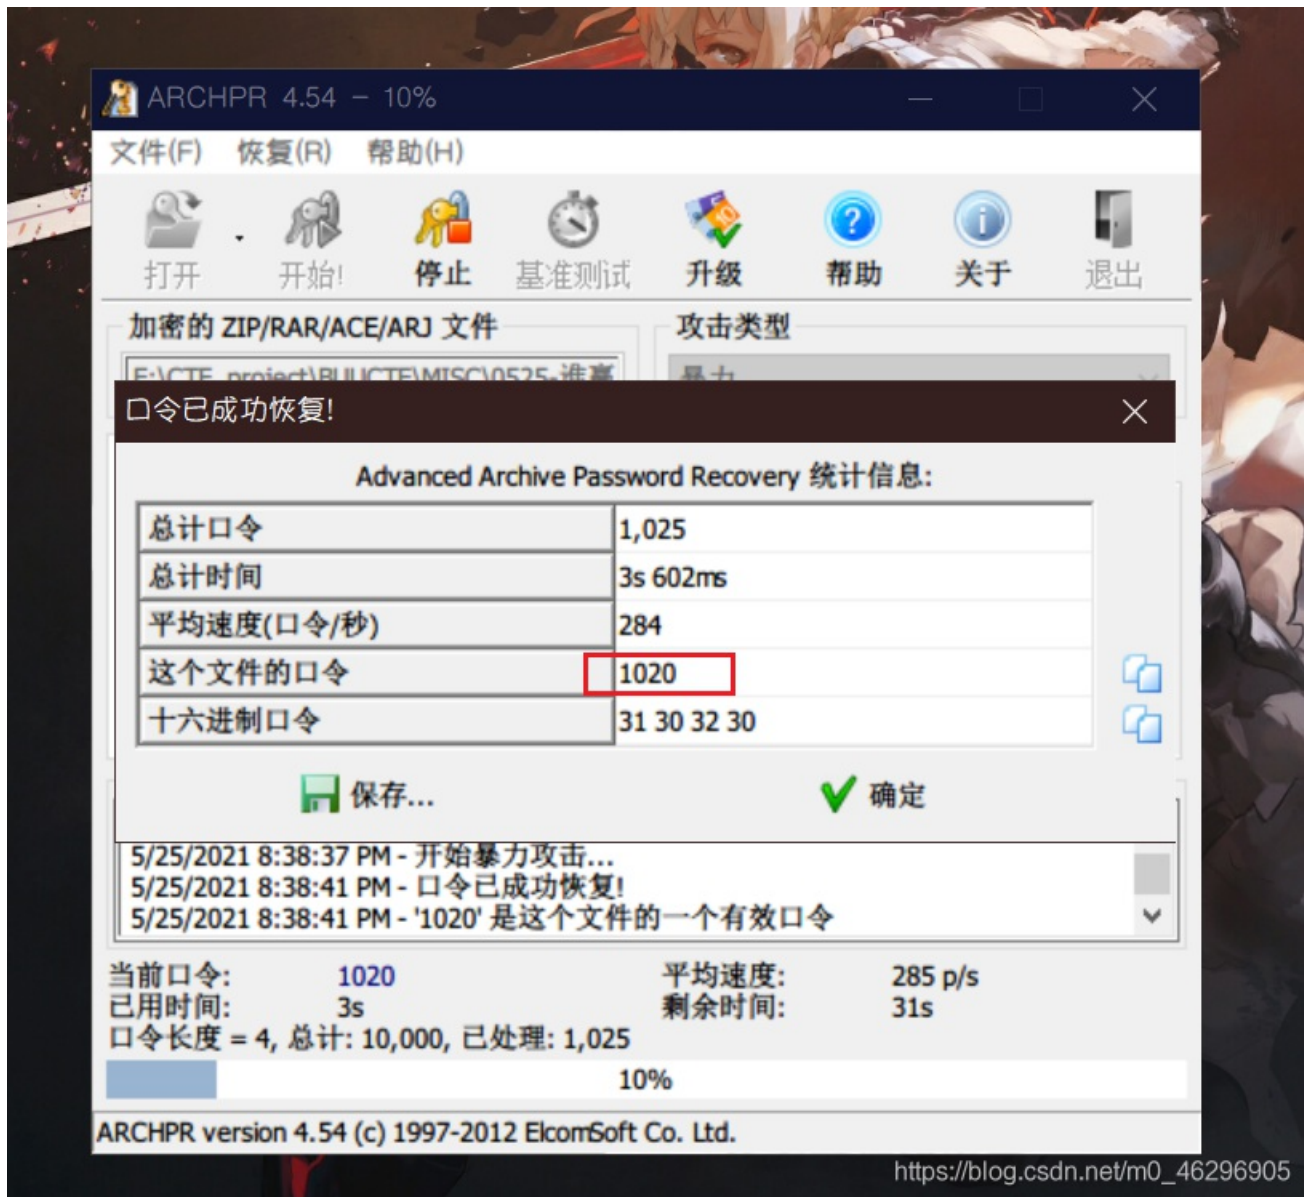 ARCHPR 4.54 - 10%
文件(F) 恢复(R) 帮助(H)
打开 开始! 停止 基准测试 升级 帮助 关于 退出
加密的 ZIP/RAR/ACE/ARJ 文件 攻击类型
暴力
口令已成功恢复!
Advanced Archive Password Recovery 统计信息:
总计口令 1,025
总计时间 3s 602ms
平均速度(口令/秒) 284
这个文件的口令 1020
十六进制口令 31 30 32 30
保存... 确定
5/25/2021 8:38:37 PM - 开始暴力攻击...
5/25/2021 8:38:41 PM - 口令已成功恢复!
5/25/2021 8:38:41 PM - '1020' 是这个文件的一个有效口令
当前口令: 1020 平均速度: 285 p/s
已用时间: 3s 剩余时间: 31s
口令长度 = 4, 总计: 10,000, 已处理: 1,025
10%
ARCHPR version 4.54 (c) 1997-2012 ElcomSoft Co. Ltd.
https://blog.csdn.net/m0_46296905